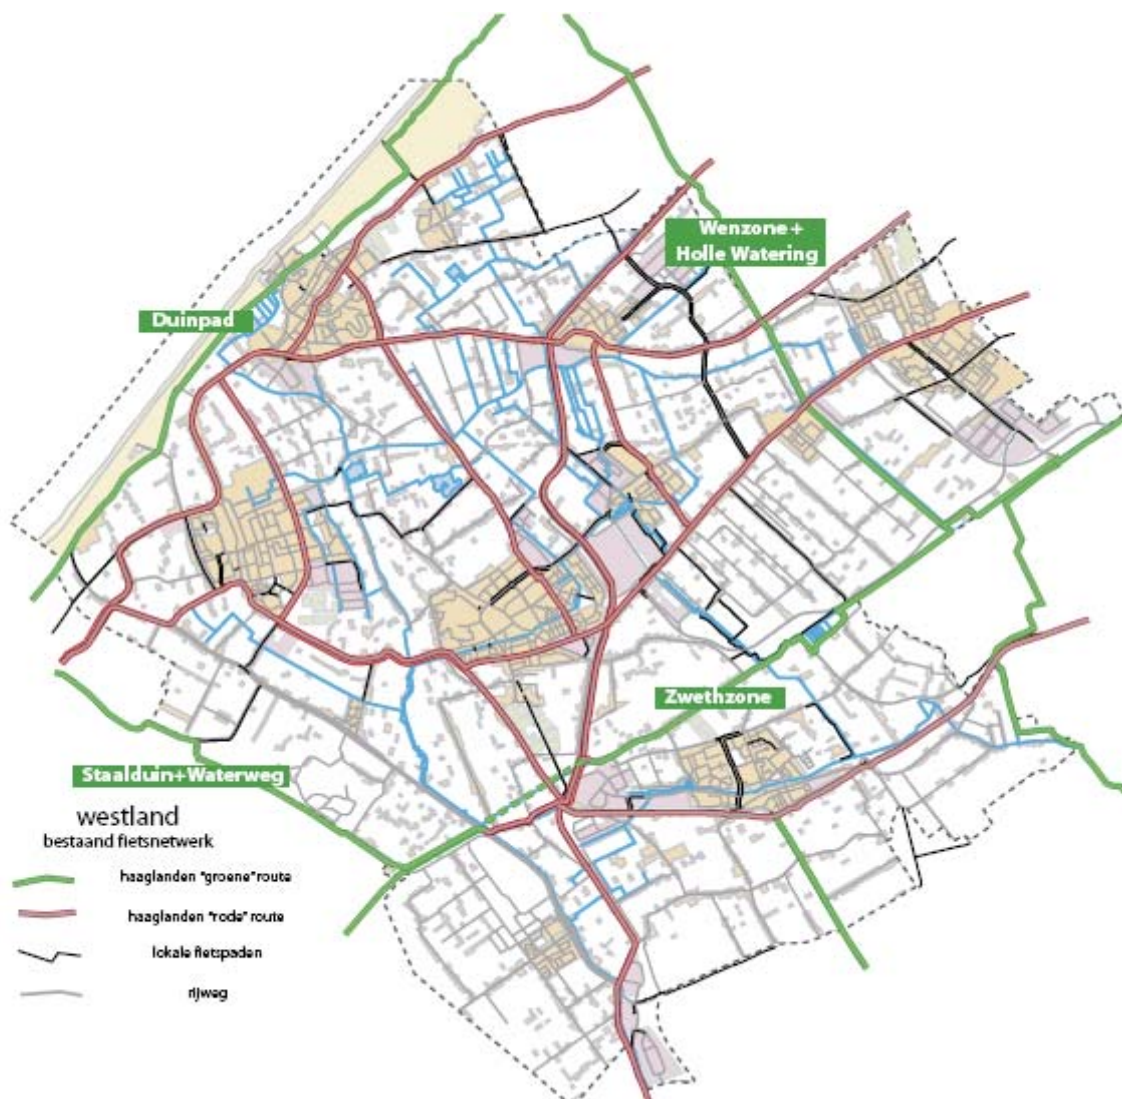 Wenzone +
Holle Watering
Duinpad
Zwethzone
Staalduin+Waterweg
westland
bestaand fietsnetwerk
haaglanden "groene" route
haaglanden "rode" route
lokale fietspaden
rijweg